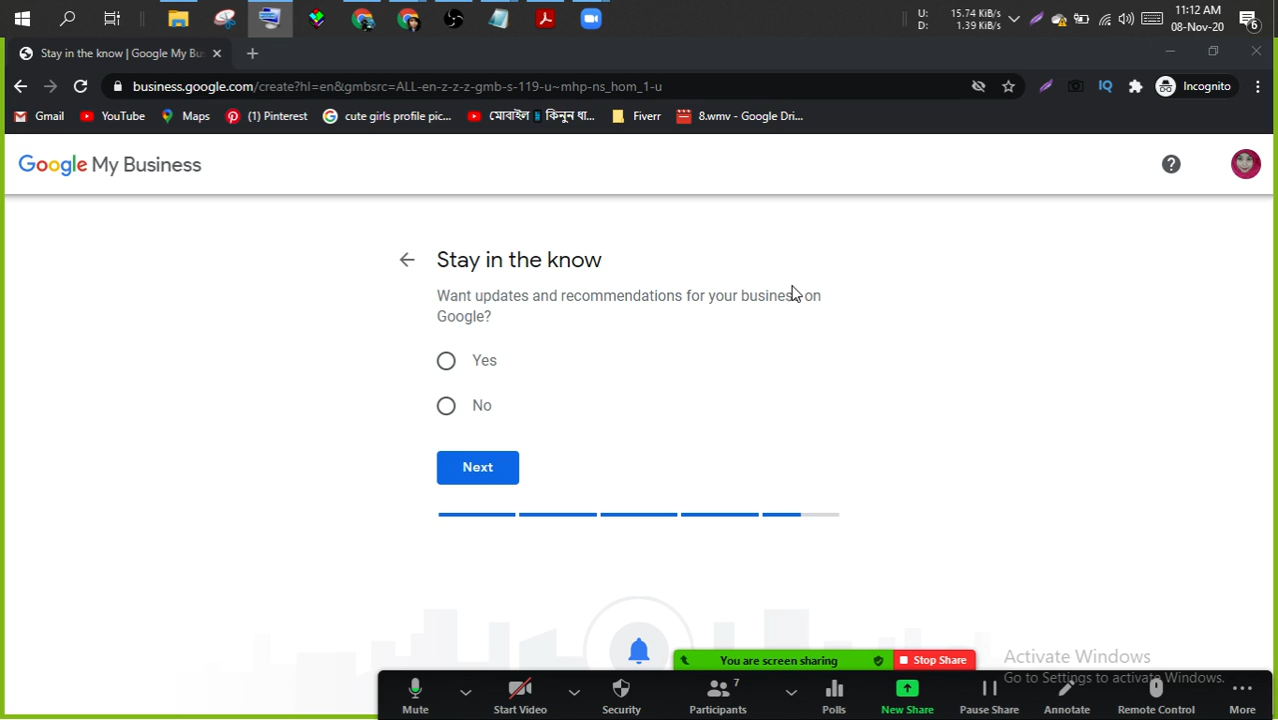 U: 15.74 KiB/s
D: 1.39 KiB/s
11:12 AM
08-Nov-20
6
Stay in the know | Google My Bu
business.google.com/create?hl=en&gmbsrc=ALL-en-z-z-z-gmb-s-119-u~mhp-ns_hom_1-u
IQ
Incognito
Gmail
YouTube
Maps
(1) Pinterest
cute girls profile pic...
মোবাইল কিনুন ধা...
Fiverr
8.wmv - Google Dri...
Google My Business
Stay in the know
Want updates and recommendations for your business on
Google?
Yes
No
Next
You are screen sharing
Stop Share
Activate Windows
Go to Settings to activate Windows.
7
Mute
Start Video
Security
Participants
Polls
New Share
Pause Share
Annotate
Remote Control
More